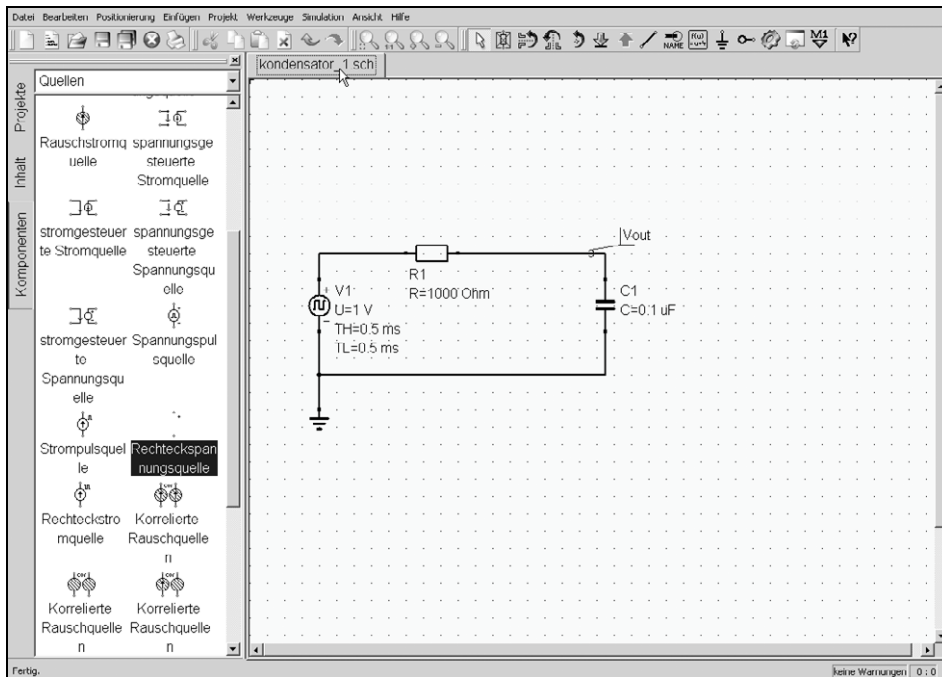 Datei Bearbeiten Positionierung Einfügen Projekt Werkzeuge Simulation Ansicht Hilfe
NAME
M1
kondensator_1 sch
Projekte
Inhalt
Komponenten
Quellen
Rauschstromq
uelle
spannungsge
steuerte
Stromquelle
stromgesteuer
te Stromquelle
spannungsge
steuerte
Spannungsqu
elle
stromgesteuer
te
Spannungsqu
elle
Spannungspul
squelle
Strompulsquel
le
Rechteckspan
nungsquelle
Rechteckstro
mquelle
Korrelierte
Rauschquelle
n
Korrelierte
Rauschquelle
n
Korrelierte
Rauschquelle
n
V1
U=1 V
TH=0.5 ms
TL=0.5 ms
R1
R=1000 Ohm
Vout
C1
C=0.1 uF
Fertig.
keine Warnungen 0 : 0